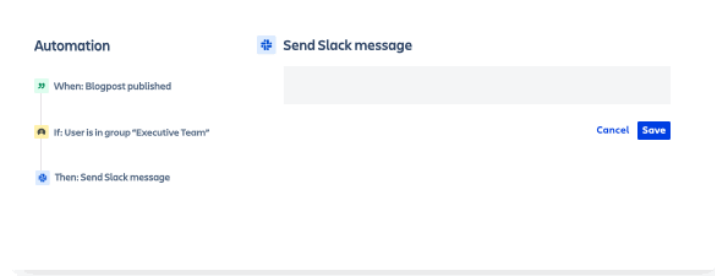 Automation
Send Slack message
When: Blogpost published
If: User is in group "Executive Team"
Then: Send Slack message
Cancel
Save